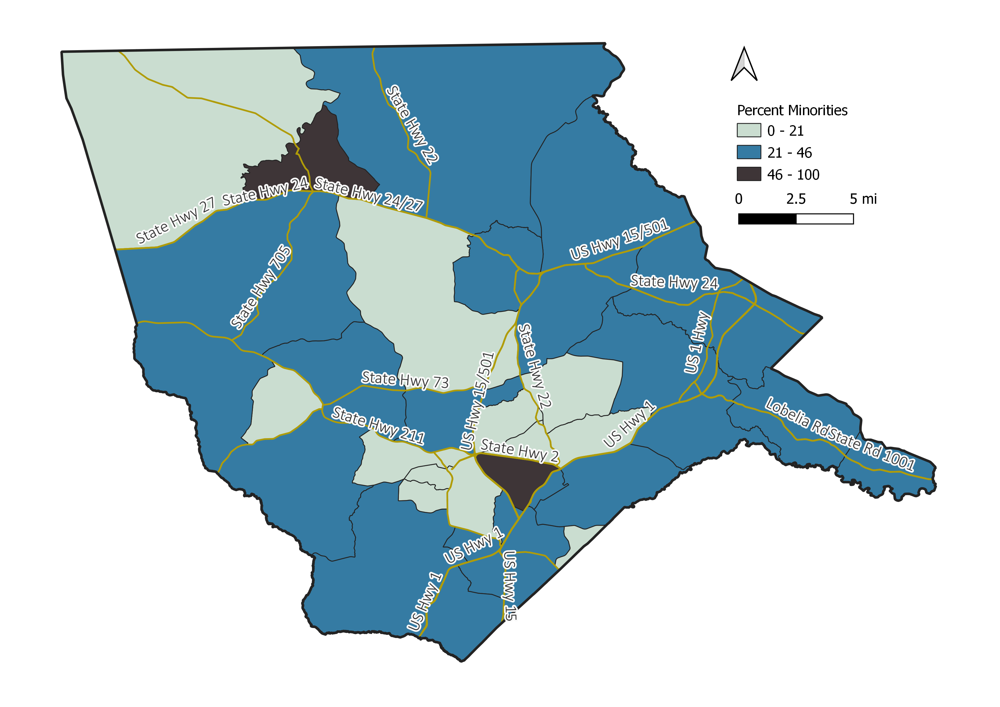 State Hwy 22
Percent Minorities
0 - 21
21 - 46
46 - 100
0 2.5 5 mi
State Hwy 27
State Hwy 24
State Hwy 24/27
US Hwy 15/501
State Hwy 705
State Hwy 24
US 1 Hwy
State Hwy 22
US Hwy 15/501
State Hwy 73
State Hwy 211
US Hwy 1
Lobelia RdState Rd 1001
State Hwy 2
US Hwy 1
US Hwy 1
US Hwy 15